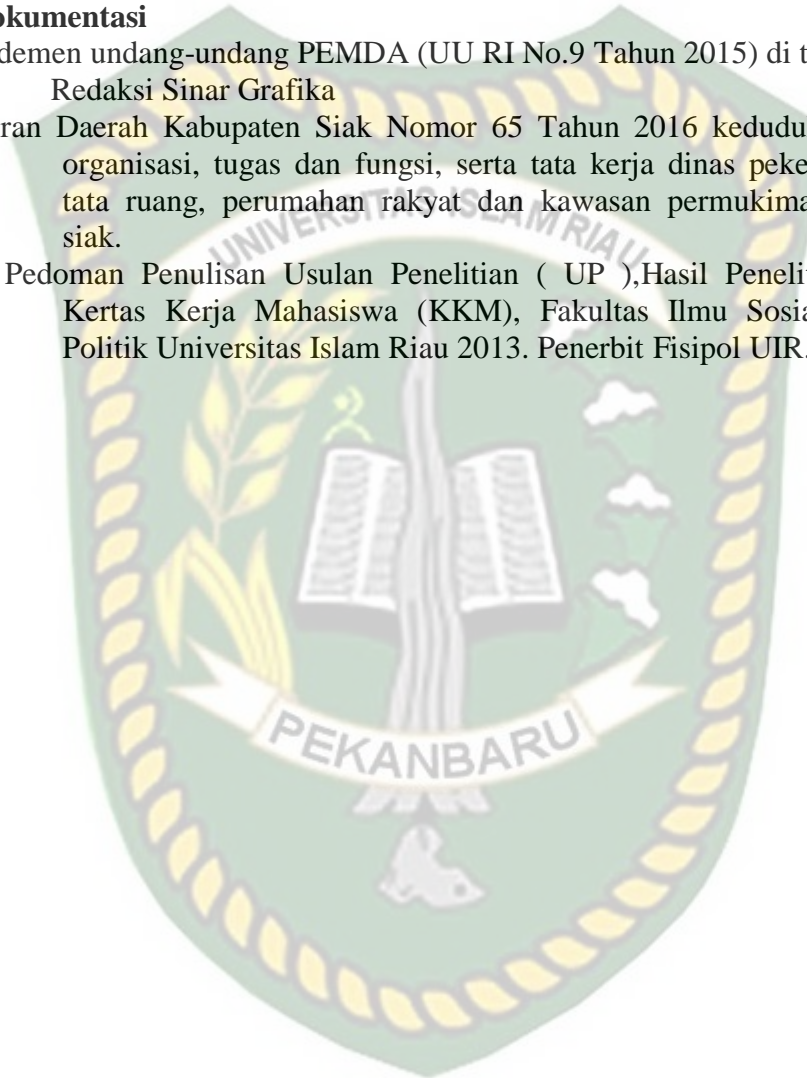 okumentasi
demen undang-undang PEMDA (UU RI No.9 Tahun 2015) di t
Redaksi Sinar Grafika
ran Daerah Kabupaten Siak Nomor 65 Tahun 2016 kedudu
organisasi, tugas dan fungsi, serta tata kerja dinas peke
tata ruang, perumahan rakyat dan kawasan permukima
siak.
Pedoman Penulisan Usulan Penelitian ( UP ),Hasil Penelit
Kertas Kerja Mahasiswa (KKM), Fakultas Ilmu Sosia
Politik Universitas Islam Riau 2013. Penerbit Fisipol UIR.
UNIVERSITAS ISLAM RIAU
PEKANBARU